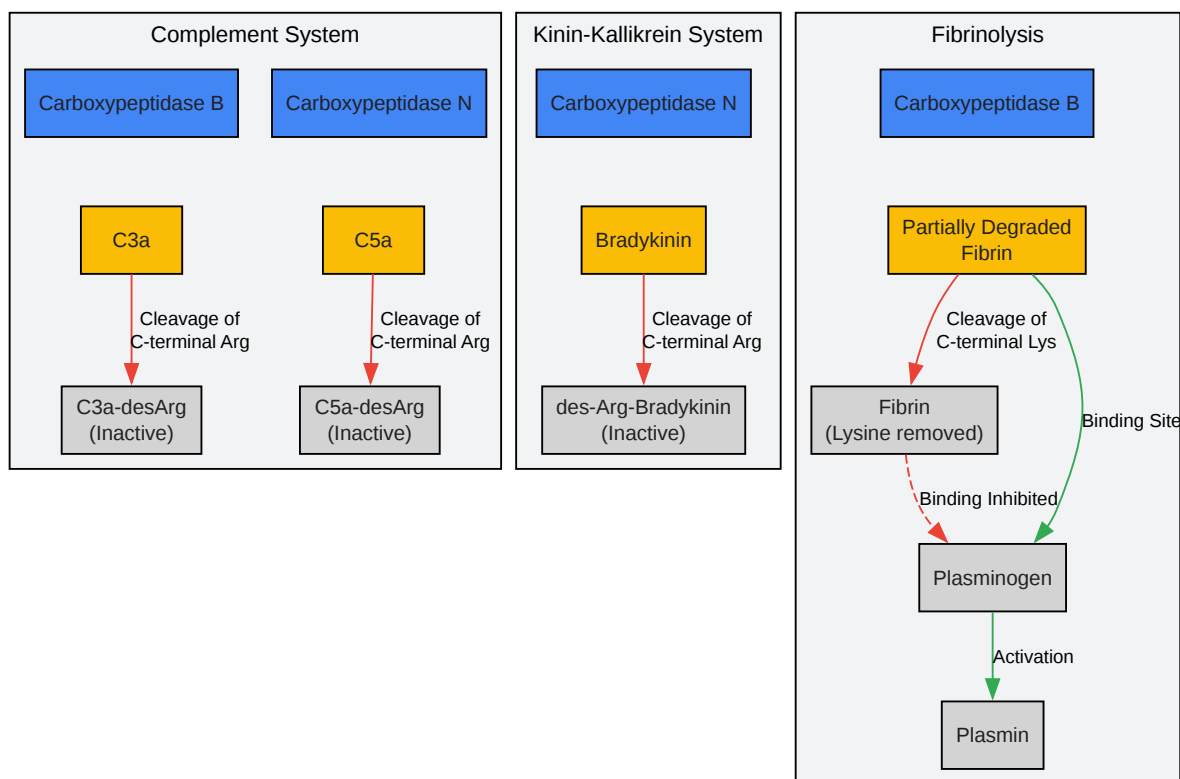 Complement System
Carboxypeptidase B
Carboxypeptidase N
C3a
C5a
Cleavage of
C-terminal Arg
Cleavage of
C-terminal Arg
C3a-desArg
(Inactive)
C5a-desArg
(Inactive)
Kinin-Kallikrein System
Carboxypeptidase N
Bradykinin
Cleavage of
C-terminal Arg
des-Arg-Bradykinin
(Inactive)
Fibrinolysis
Carboxypeptidase B
Partially Degraded
Fibrin
Cleavage of
C-terminal Lys
Fibrin
(Lysine removed)
Binding Site
Binding Inhibited
Plasminogen
Activation
Plasmin